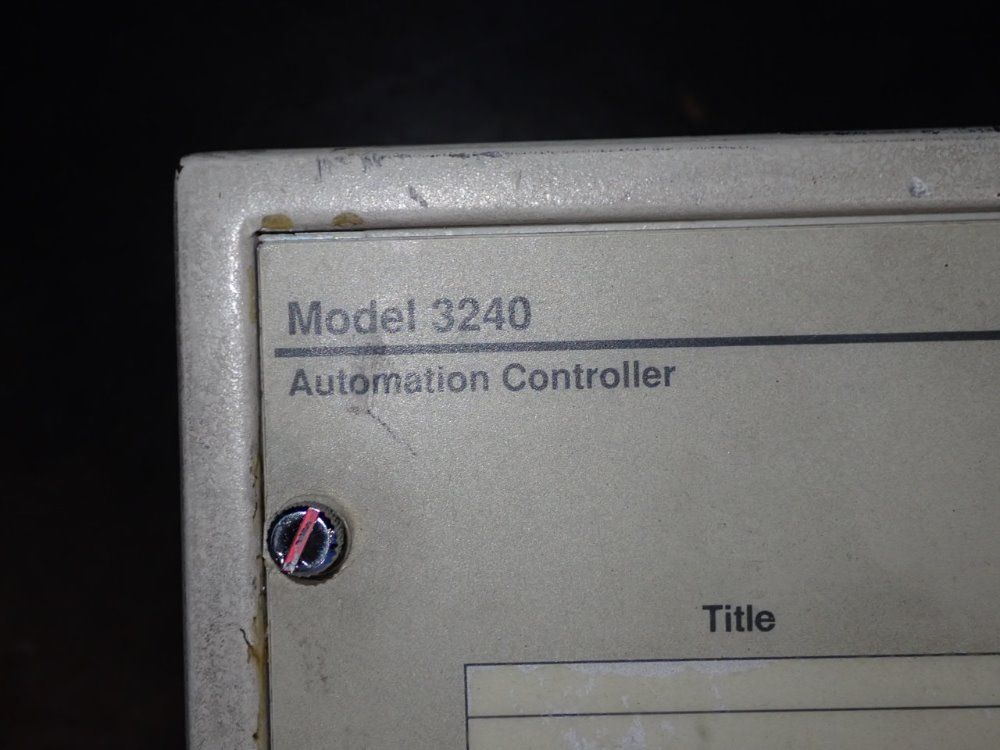 Model 3240
Automation Controller
Title